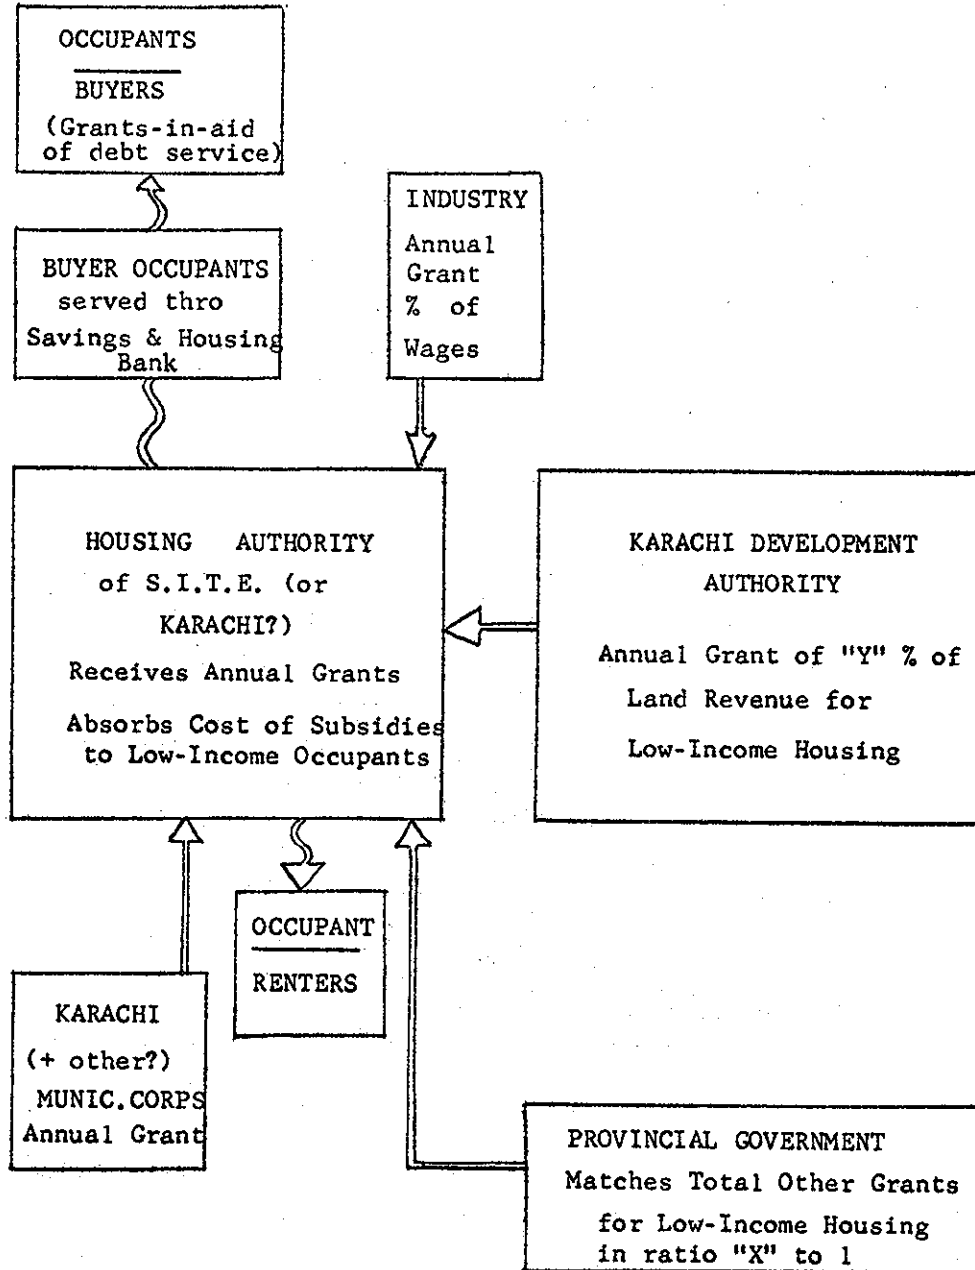 OCCUPANTS
BUYERS
(Grants-in-aid
of debt service)
BUYER OCCUPANTS
served thro
Savings & Housing
Bank
INDUSTRY
Annual
Grant
% of
Wages
HOUSING AUTHORITY
of S.I.T.E. (or
KARACHI?)
Receives Annual Grants
Absorbs Cost of Subsidies
to Low-Income Occupants
KARACHI DEVELOPMENT
AUTHORITY
Annual Grant of "Y" % of
Land Revenue for
Low-Income Housing
OCCUPANT
RENTERS
KARACHI
(+ other?)
MUNIC.CORPS
Annual Grant
PROVINCIAL GOVERNMENT
Matches Total Other Grants
for Low-Income Housing
in ratio "X" to 1